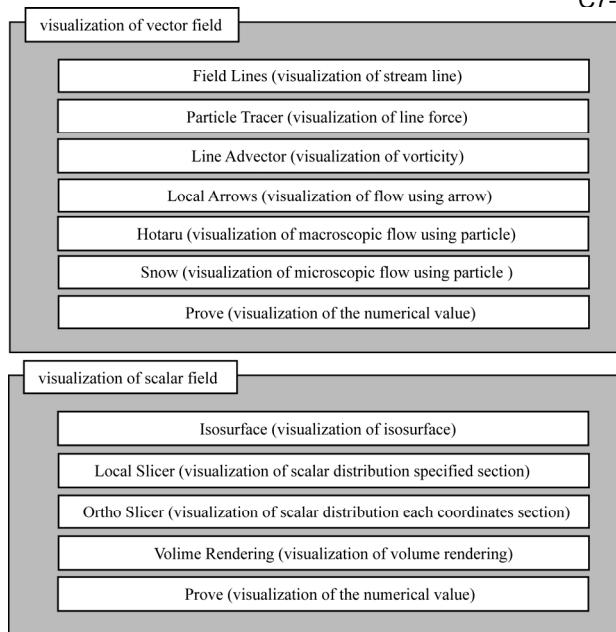 C7-
visualization of vector field
Field Lines (visualization of stream line)
Particle Tracer (visualization of line force)
Line Advector (visualization of vorticity)
Local Arrows (visualization of flow using arrow)
Hotaru (visualization of macroscopic flow using particle)
Snow (visualization of microscopic flow using particle )
Prove (visualization of the numerical value)
visualization of scalar field
Isosurface (visualization of isosurface)
Local Slicer (visualization of scalar distribution specified section)
Ortho Slicer (visualization of scalar distribution each coordinates section)
Volime Rendering (visualization of volume rendering)
Prove (visualization of the numerical value)